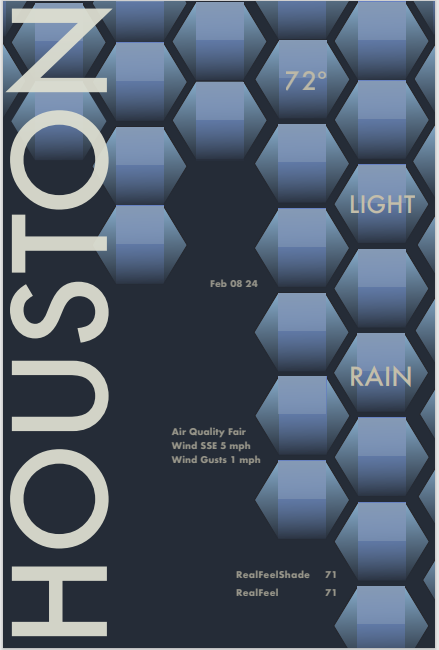 HOUSTON
72°
LIGHT
RAIN
Feb 08 24
Air Quality Fair
Wind SSE 5 mph
Wind Gusts 1 mph
RealFeelShade 71
RealFeel 71